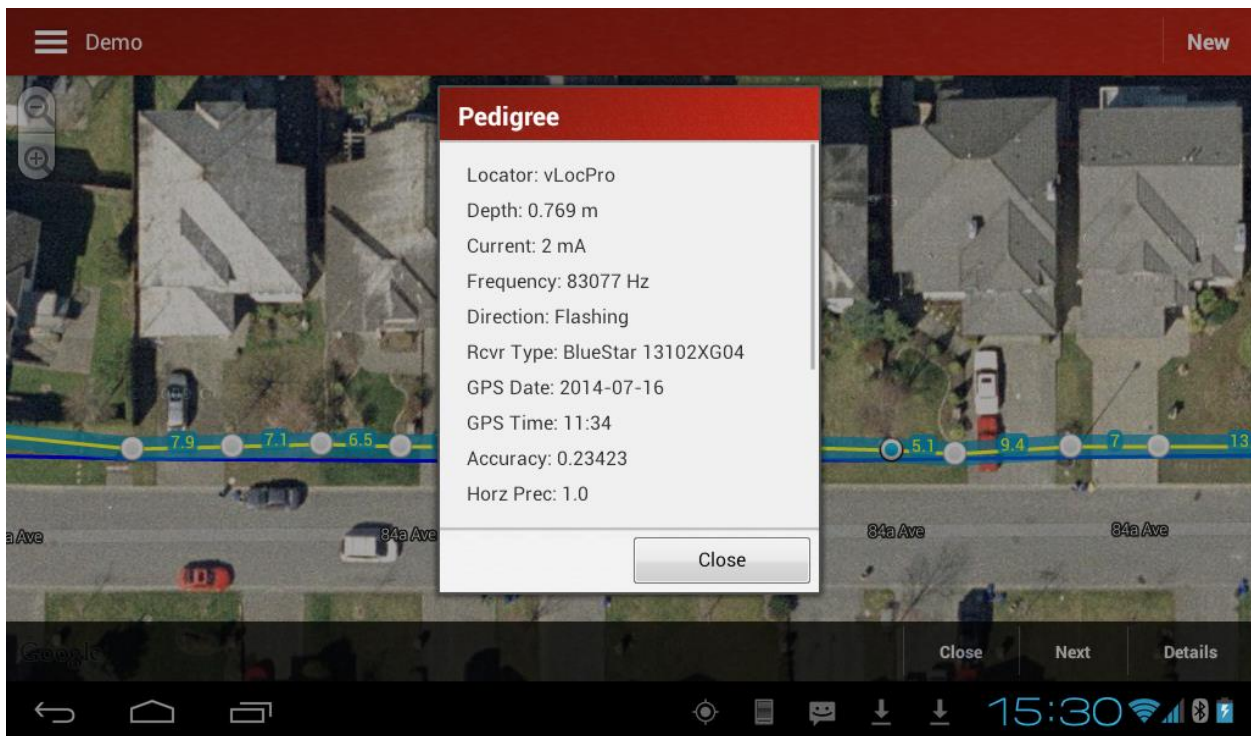 Demo
New
Pedigree
Locator: vLocPro
Depth: 0.769 m
Current: 2 mA
Frequency: 83077 Hz
Direction: Flashing
Rcvr Type: BlueStar 13102XG04
GPS Date: 2014-07-16
GPS Time: 11:34
Accuracy: 0.23423
Horz Prec: 1.0
Close
7.9 7.1 6.5 5.1 9.4 7 13
a Ave 84a Ave 84a Ave 84a Ave
Google
Close Next Details
15:30